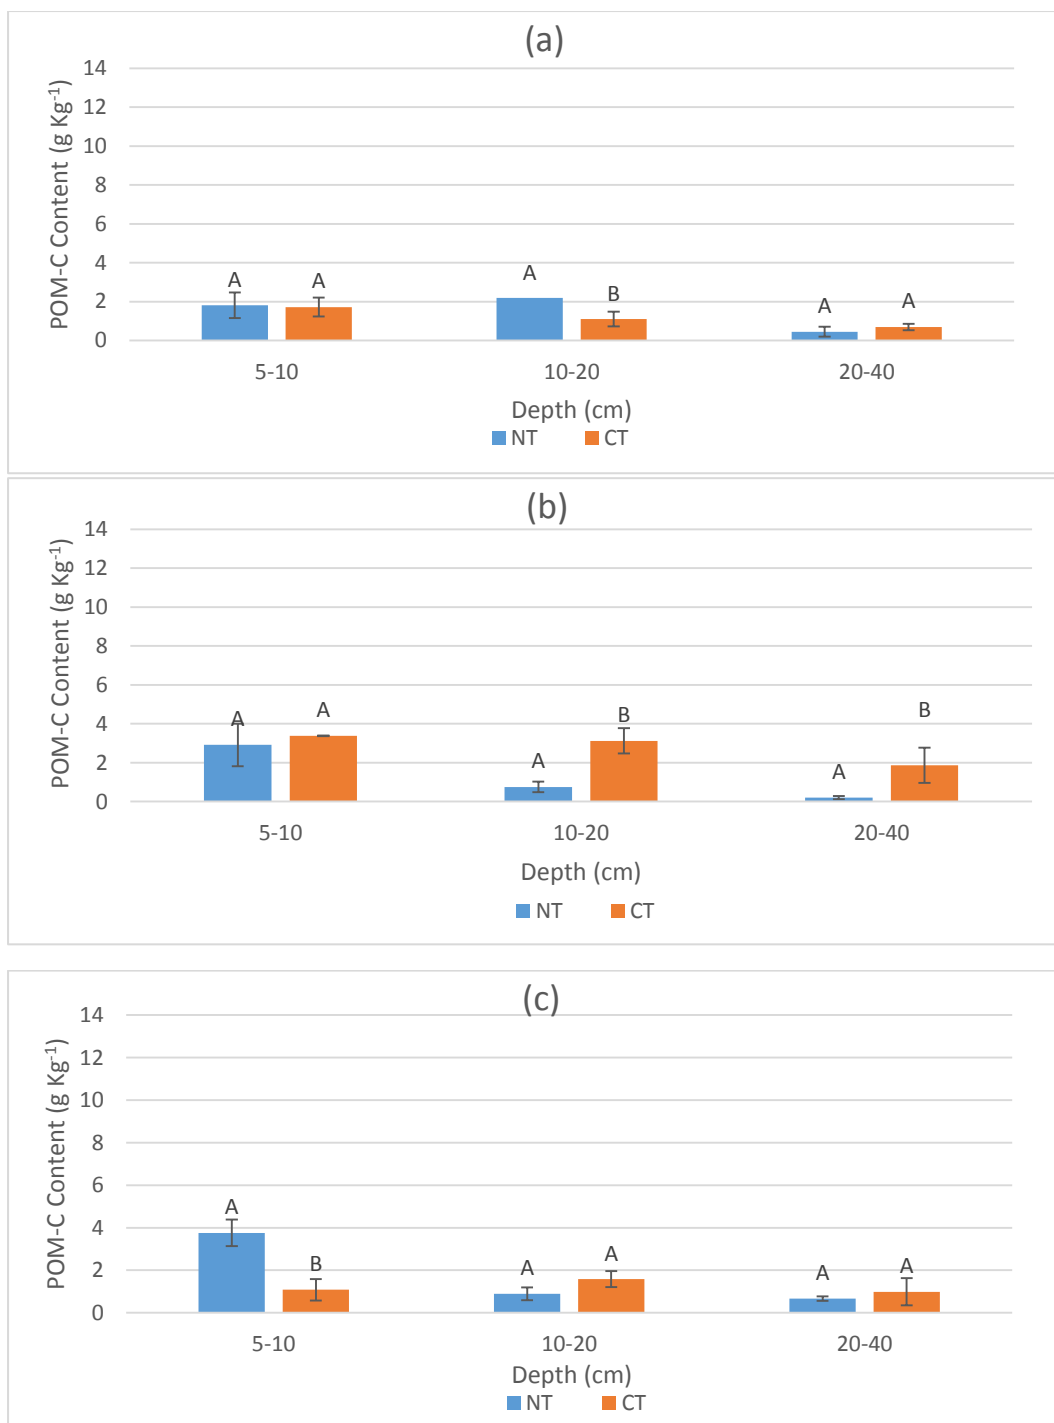 (a)
POM-C Content (g Kg⁻¹)
14
12
10
8
6
4
2
0
A
A
A
B
A
A
5-10
10-20
20-40
Depth (cm)
NT
CT
(b)
POM-C Content (g Kg⁻¹)
14
12
10
8
6
4
2
0
A
A
A
B
A
B
5-10
10-20
20-40
Depth (cm)
NT
CT
(c)
POM-C Content (g Kg⁻¹)
14
12
10
8
6
4
2
0
A
B
A
A
A
A
5-10
10-20
20-40
Depth (cm)
NT
CT